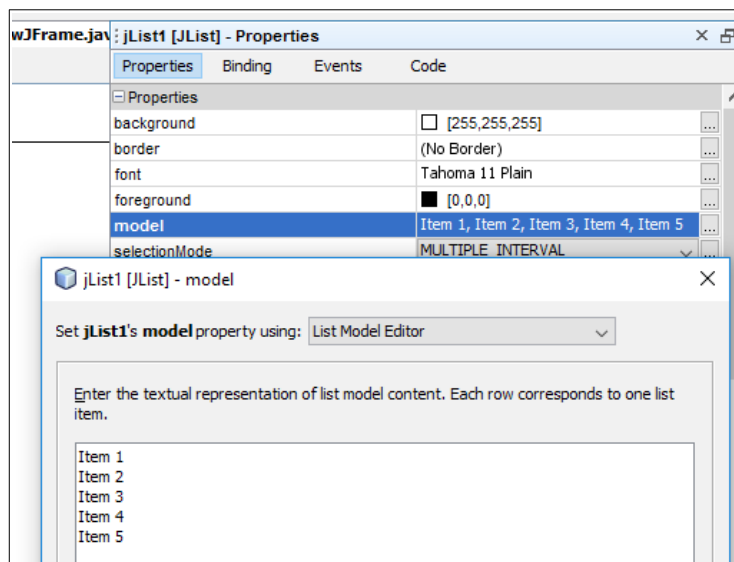 wJFrame.jav
jList1 [JList] - Properties
Properties Binding Events Code
Properties
background [255,255,255] ...
border (No Border) ...
font Tahoma 11 Plain ...
foreground [0,0,0] ...
model Item 1, Item 2, Item 3, Item 4, Item 5 ...
selectionMode MULTIPLE_INTERVAL ...
jList1 [JList] - model
Set jList1's model property using: List Model Editor
Enter the textual representation of list model content. Each row corresponds to one list
item.
Item 1
Item 2
Item 3
Item 4
Item 5